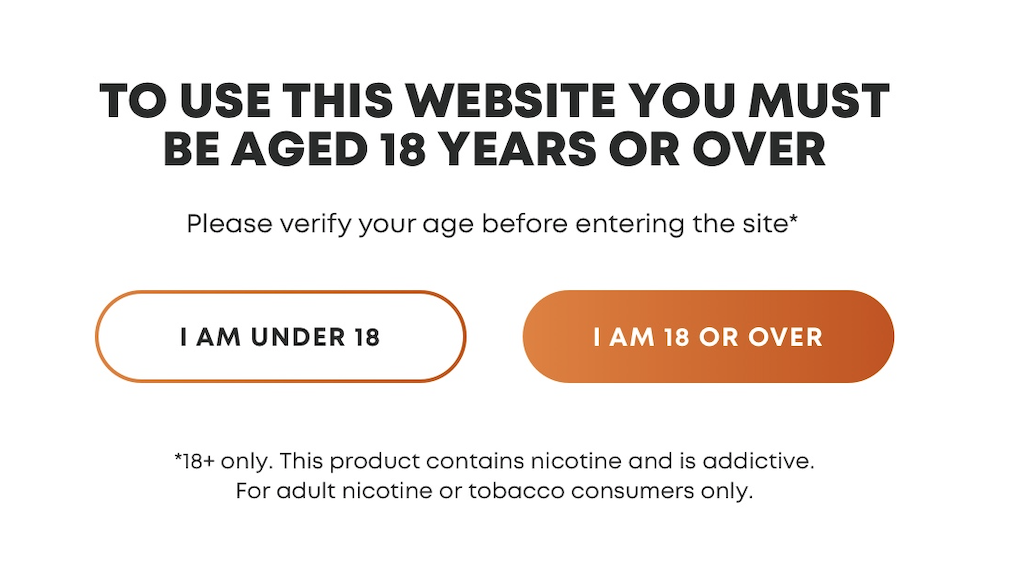 TO USE THIS WEBSITE YOU MUST
BE AGED 18 YEARS OR OVER
Please verify your age before entering the site*
I AM UNDER 18
I AM 18 OR OVER
*18+ only. This product contains nicotine and is addictive.
For adult nicotine or tobacco consumers only.